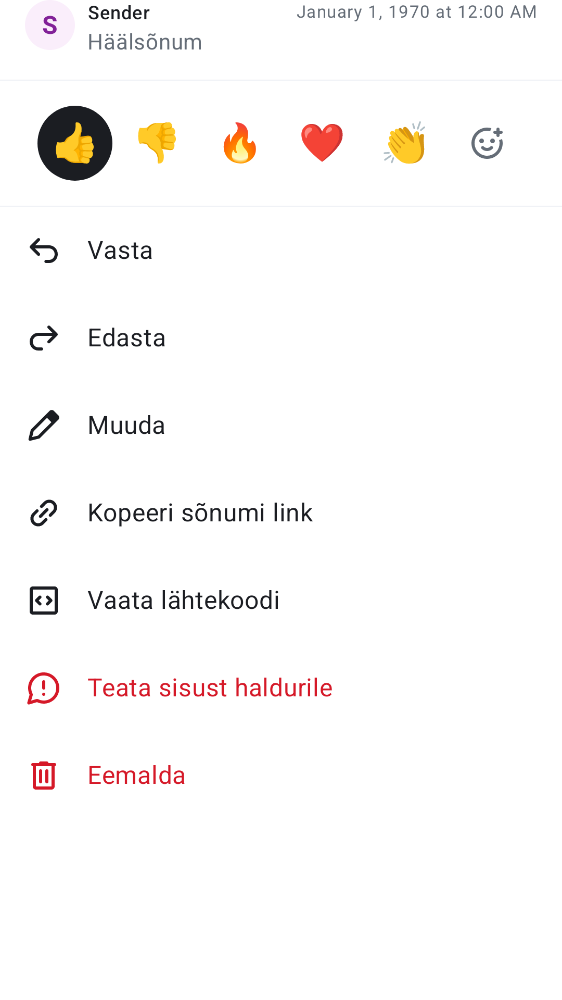 S
Sender
January 1, 1970 at 12:00 AM
Häälsõnum
Vasta
Edasta
Muuda
Kopeeri sõnumi link
Vaata lähtekoodi
Teata sisust haldurile
Eemalda